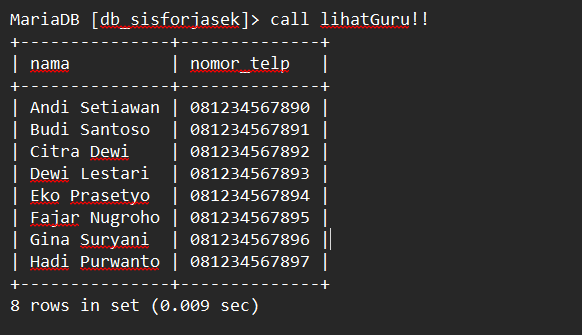 MariaDB [db_sisforjasek]> call lihatGuru!!
+---------------+--------------+
| nama          | nomor_telp   |
+---------------+--------------+
| Andi Setiawan | 081234567890 |
| Budi Santoso  | 081234567891 |
| Citra Dewi    | 081234567892 |
| Dewi Lestari  | 081234567893 |
| Eko Prasetyo  | 081234567894 |
| Fajar Nugroho | 081234567895 |
| Gina Suryani  | 081234567896 |
| Hadi Purwanto | 081234567897 |
+---------------+--------------+
8 rows in set (0.009 sec)